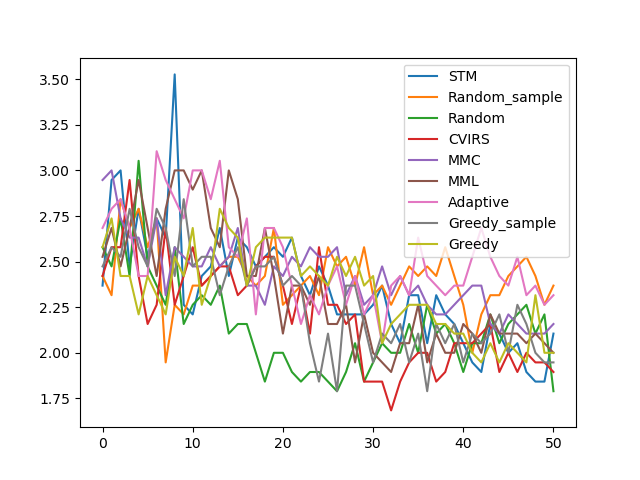 3.50
3.25
3.00
2.75
2.50
2.25
2.00
1.75
0
10
20
30
40
50
STM
Random_sample
Random
CVIRS
MMC
MML
Adaptive
Greedy_sample
Greedy